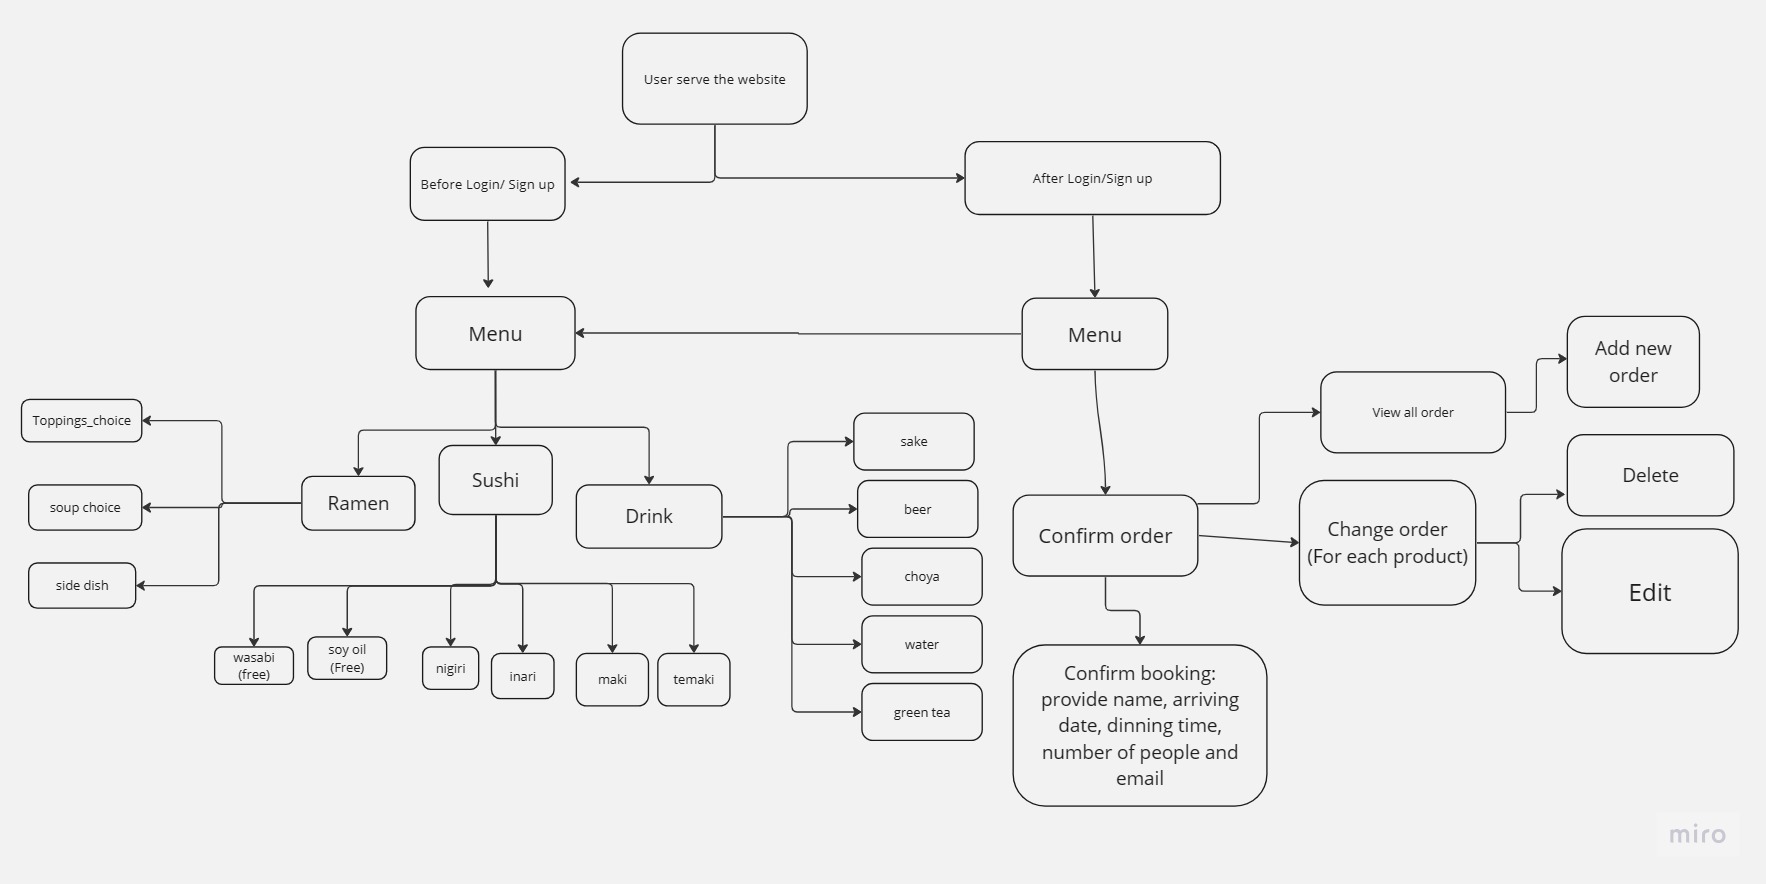 User serve the website
Before Login/ Sign up
After Login/Sign up
Menu
Menu
Add new
order
View all order
Toppings_choice
sake
Sushi
Delete
Ramen
soup choice
Drink
beer
Confirm order
Change order
(For each product)
side dish
choya
Edit
wasabi
(free)
soy oil
(Free)
nigiri
inari
maki
temaki
water
green tea
Confirm booking:
provide name, arriving
date, dinning time,
number of people and
email
miro